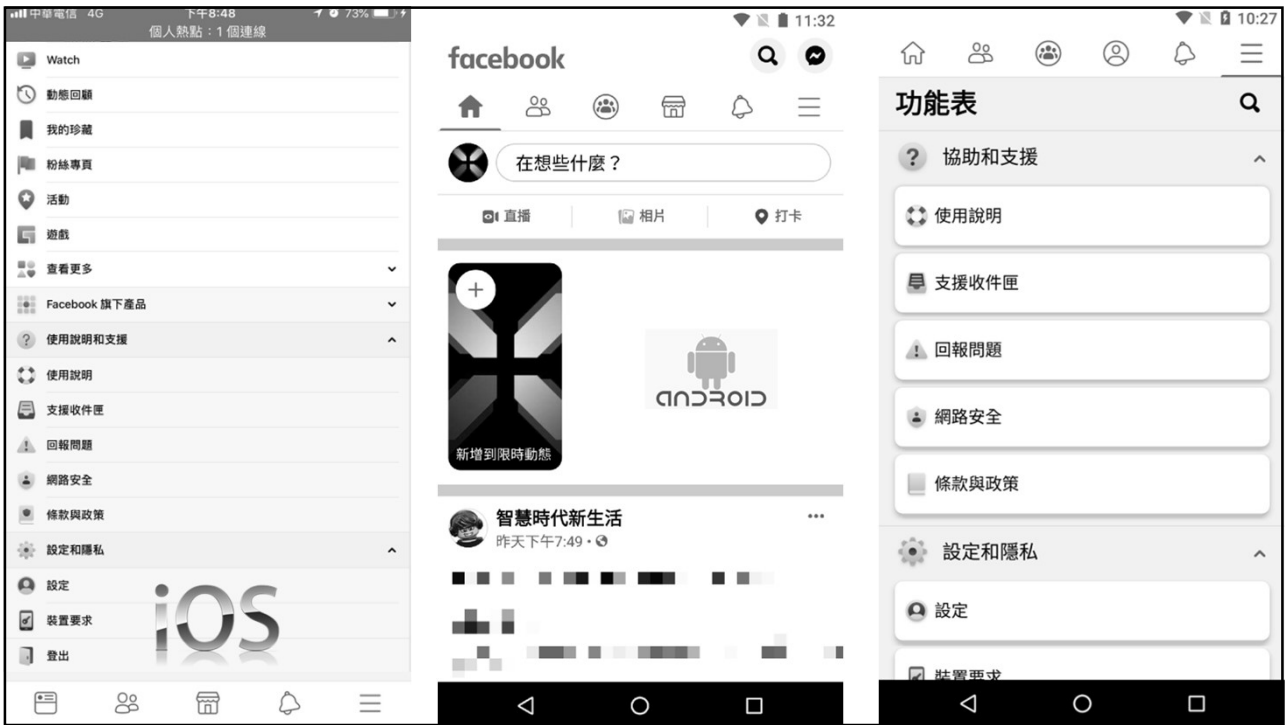 中華電信 4G 下午8:48 73%
個人熱點：1 個連線
Watch
動態回顧
我的珍藏
粉絲專頁
活動
遊戲
查看更多
Facebook 旗下產品
使用說明和支援
使用說明
支援收件匣
回報問題
網路安全
條款與政策
設定和隱私
設定
裝置要求
登出
iOS
11:32
facebook
在想些什麼？
直播 相片 打卡
新增到限時動態
ANDROID
智慧時代新生活
昨天下午7:49
10:27
功能表
協助和支援
使用說明
支援收件匣
回報問題
網路安全
條款與政策
設定和隱私
設定
裝置要求